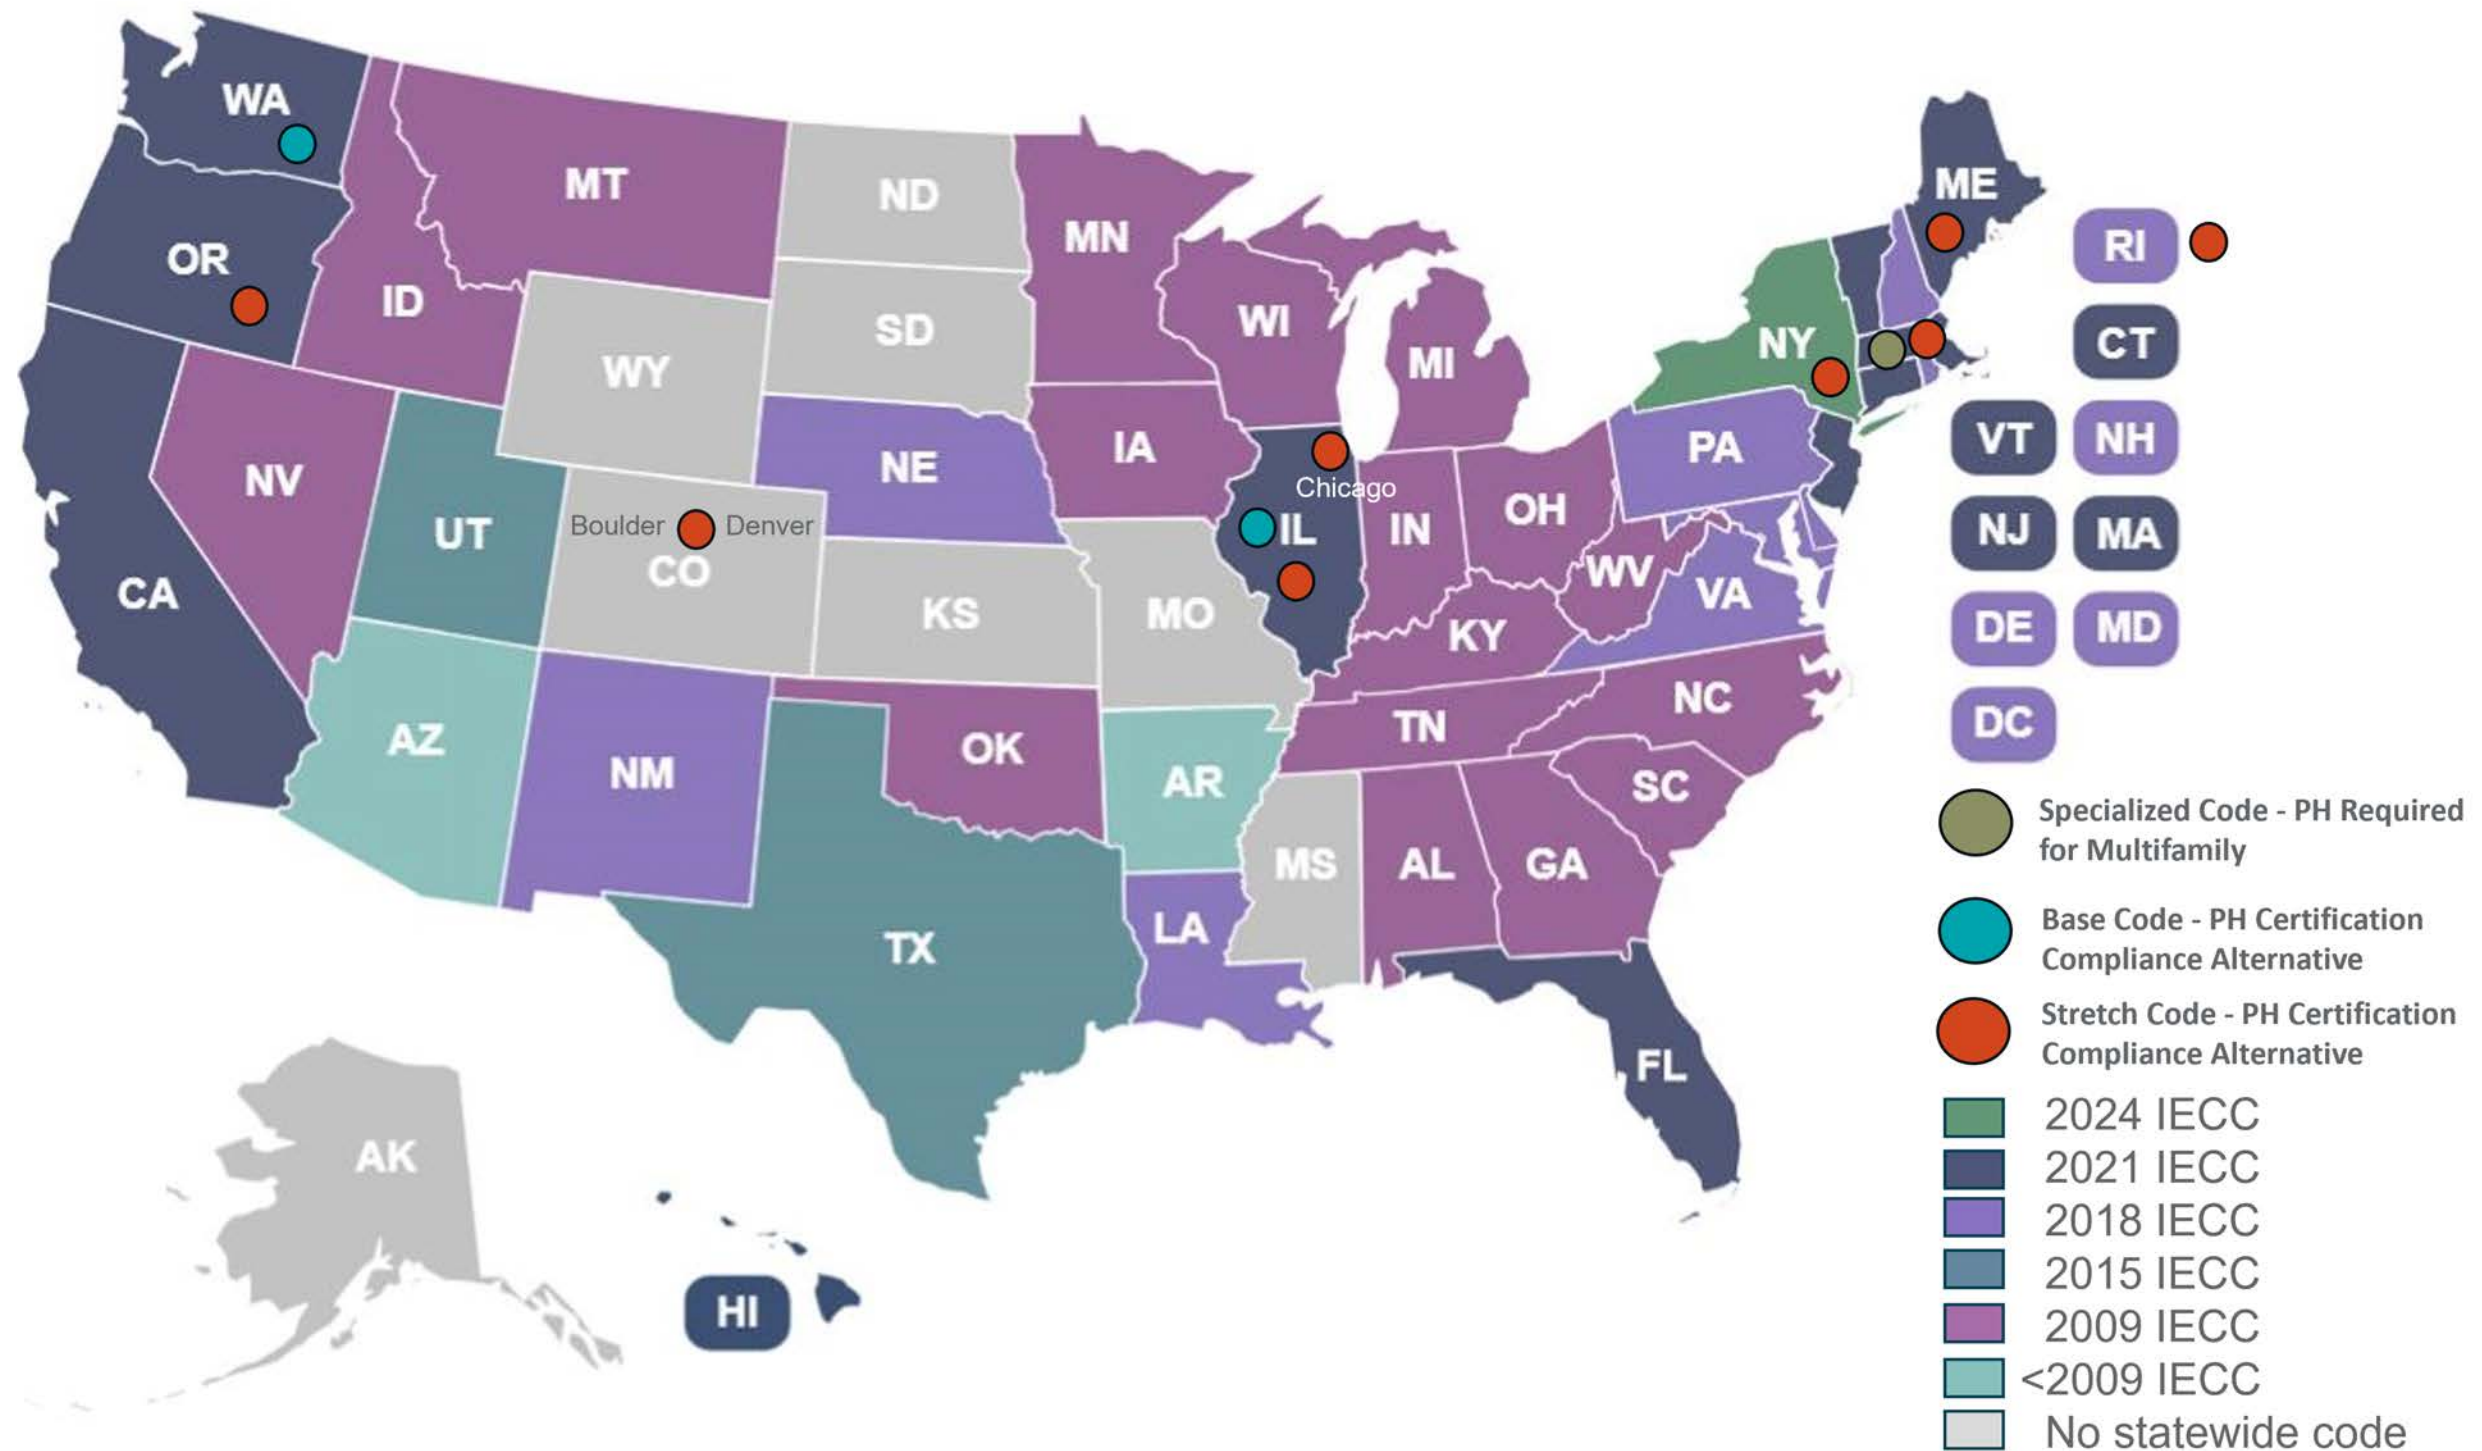 WA
MT
ND
MN
ME
OR
ID
SD
WI
MI
NY
RI
WY
CT
NV
NE
IA
PA
VT
NH
UT
Boulder
Denver
Chicago
CO
IL
IN
OH
NJ
MA
CA
KS
MO
WV
VA
KY
DE
MD
AZ
NM
OK
AR
TN
NC
DC
SC
TX
MS
AL
GA
LA
FL
AK
HI
Specialized Code - PH Required
for Multifamily
Base Code - PH Certification
Compliance Alternative
Stretch Code - PH Certification
Compliance Alternative
2024 IECC
2021 IECC
2018 IECC
2015 IECC
2009 IECC
<2009 IECC
No statewide code